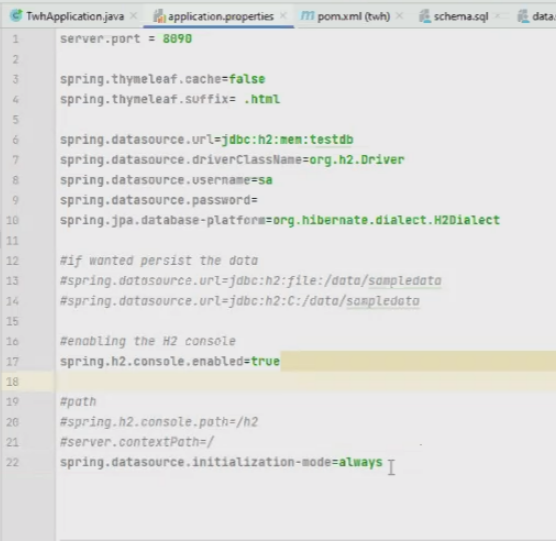 TwhApplication.java application.properties pom.xml (twh) schema.sql data.
1 server.port = 8090
2
3 spring.thymeleaf.cache=false
4 spring.thymeleaf.suffix= .html
5
6 spring.datasource.url=jdbc:h2:mem:testdb
7 spring.datasource.driverClassName=org.h2.Driver
8 spring.datasource.username=sa
9 spring.datasource.password=
10 spring.jpa.database-platform=org.hibernate.dialect.H2Dialect
11
12 #if wanted persist the data
13 #spring.datasource.url=jdbc:h2:file:/data/sampledata
14 #spring.datasource.url=jdbc:h2:C:/data/sampledata
15
16 #enabling the H2 console
17 spring.h2.console.enabled=true
18
19 #path
20 #spring.h2.console.path=/h2
21 #server.contextPath=/
22 spring.datasource.initialization-mode=always